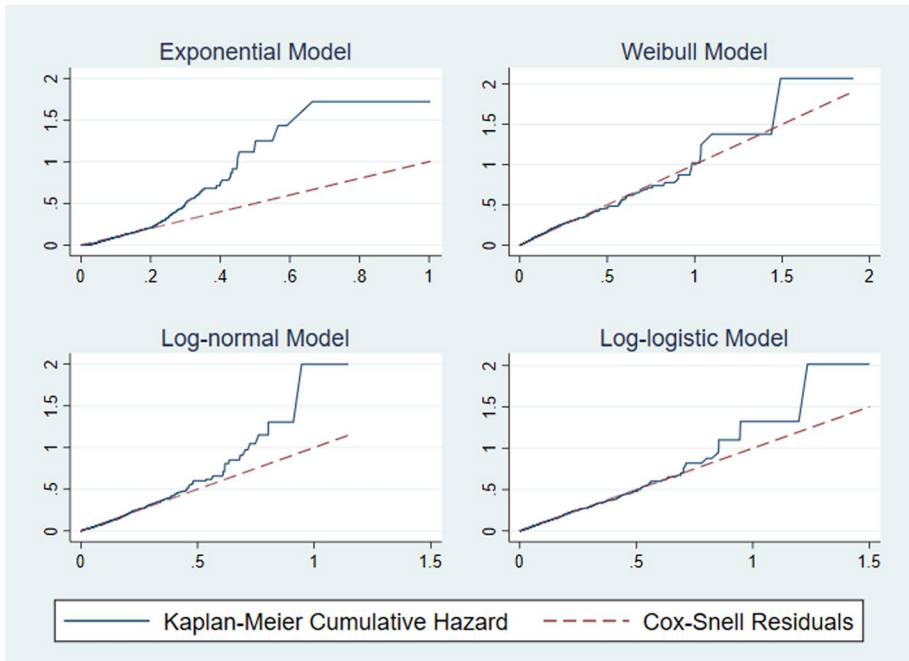 Exponential Model
2
1.5
1
.5
0
0 .2 .4 .6 .8 1
Weibull Model
2
1.5
1
.5
0
0 .5 1 1.5 2
Log-normal Model
2
1.5
1
.5
0
0 .5 1 1.5
Log-logistic Model
2
1.5
1
.5
0
0 .5 1 1.5
Kaplan-Meier Cumulative Hazard
Cox-Snell Residuals